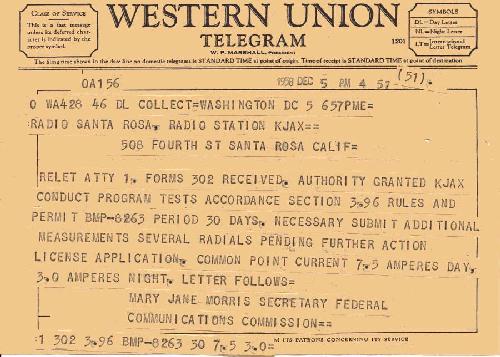 CLASS OF SERVICE
This is a fast message unless its deferred character is indicated by the proper symbol.
WESTERN UNION
TELEGRAM
W. P. MARSHALL, PRESIDENT
1201
SYMBOLS
DL=Day Letter
NL=Night Letter
LT=International Letter Telegram
The filing time shown in the date line on domestic telegrams is STANDARD TIME at point of origin. Time of receipt is STANDARD TIME at point of destination
OA156
1958 DEC 5 PM 4 57
(51).
O WA428 46 DL COLLECT=WASHINGTON DC 5 657PME=
RADIO SANTA ROSA, RADIO STATION KJAX==
508 FOURTH ST SANTA ROSA CALIF=
RELET ATTY 1, FORMS 302 RECEIVED, AUTHORITY GRANTED KJAX
CONDUCT PROGRAM TESTS ACCORDANCE SECTION 3.96 RULES AND
PERMIT BMP-8263 PERIOD 30 DAYS, NECESSARY SUBMIT ADDITIONAL
MEASUREMENTS SEVERAL RADIALS PENDING FURTHER ACTION
LICENSE APPLICATION, COMMON POINT CURRENT 7.5 AMPERES DAY,
3.0 AMPERES NIGHT, LETTER FOLLOWS=
MARY JANE MORRIS SECRETARY FEDERAL
COMMUNICATIONS COMMISSION==
1 302 3.96 BMP-8263 30 7.5 3.0=
ITS PATRONS CONCERNING ITS SERVICE